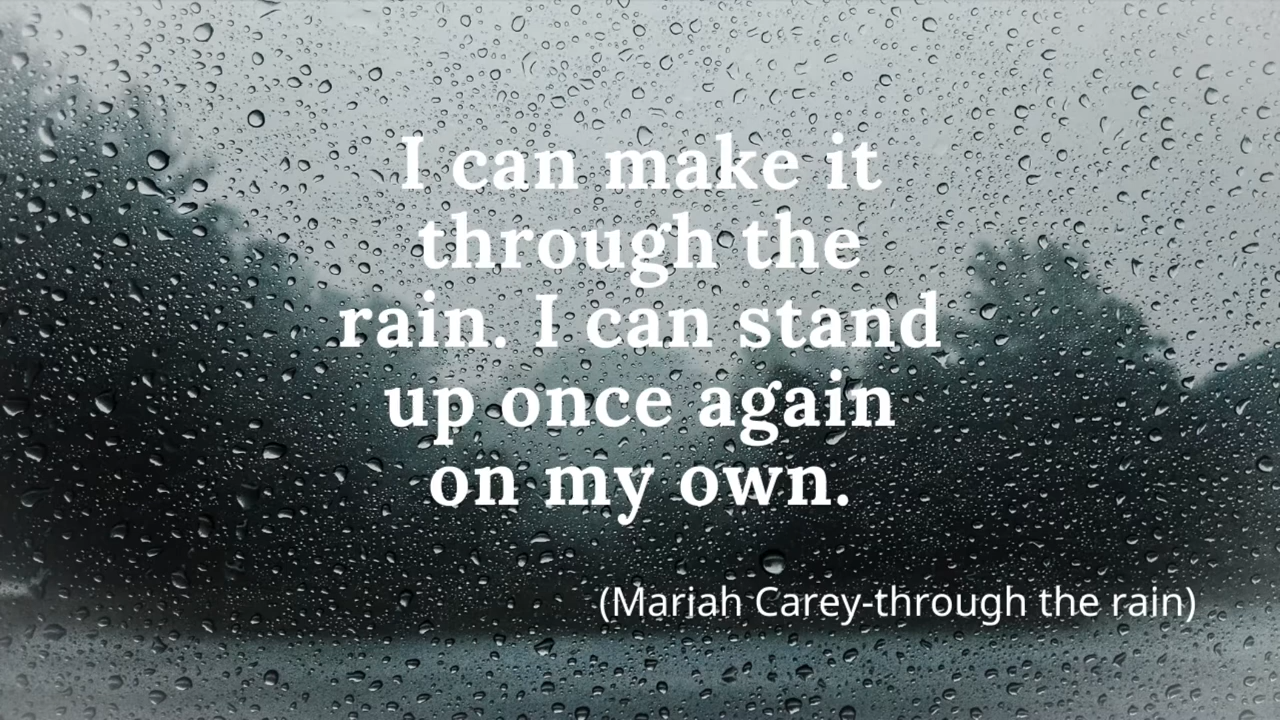 I can make it
through the
rain. I can stand
up once again
on my own.
(Mariah Carey-through the rain)